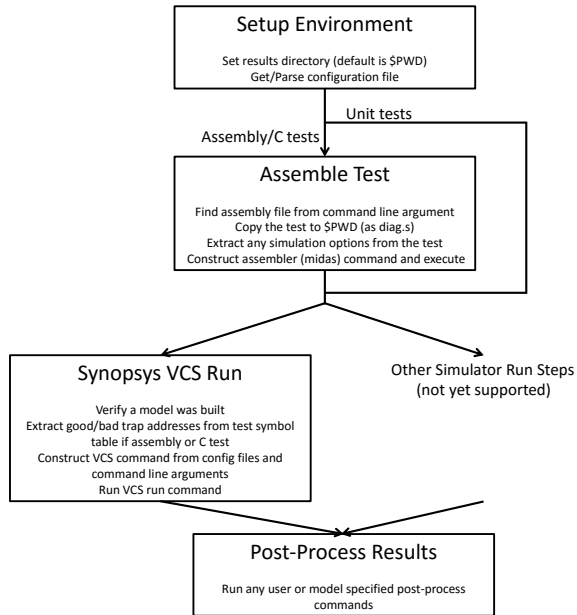 Setup Environment
Set results directory (default is $PWD)
Get/Parse configuration file
Unit tests
Assembly/C tests
Assemble Test
Find assembly file from command line argument
Copy the test to $PWD (as diag.s)
Extract any simulation options from the test
Construct assembler (midas) command and execute
Synopsys VCS Run
Verify a model was built
Extract good/bad trap addresses from test symbol
table if assembly or C test
Construct VCS command from config files and
command line arguments
Run VCS run command
Other Simulator Run Steps
(not yet supported)
Post-Process Results
Run any user or model specified post-process
commands